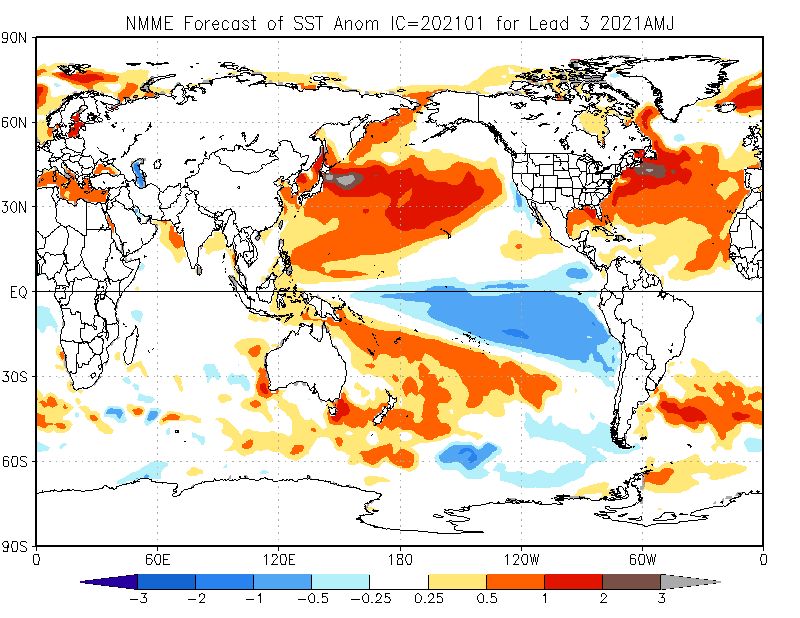 NMME Forecast of SST Anom IC=202101 for Lead 3 2021AMJ
90N
60N
30N
EQ
30S
60S
90S
0 60E 120E 180 120W 60W 0
-3 -2 -1 -0.5 -0.25 0.25 0.5 1 2 3